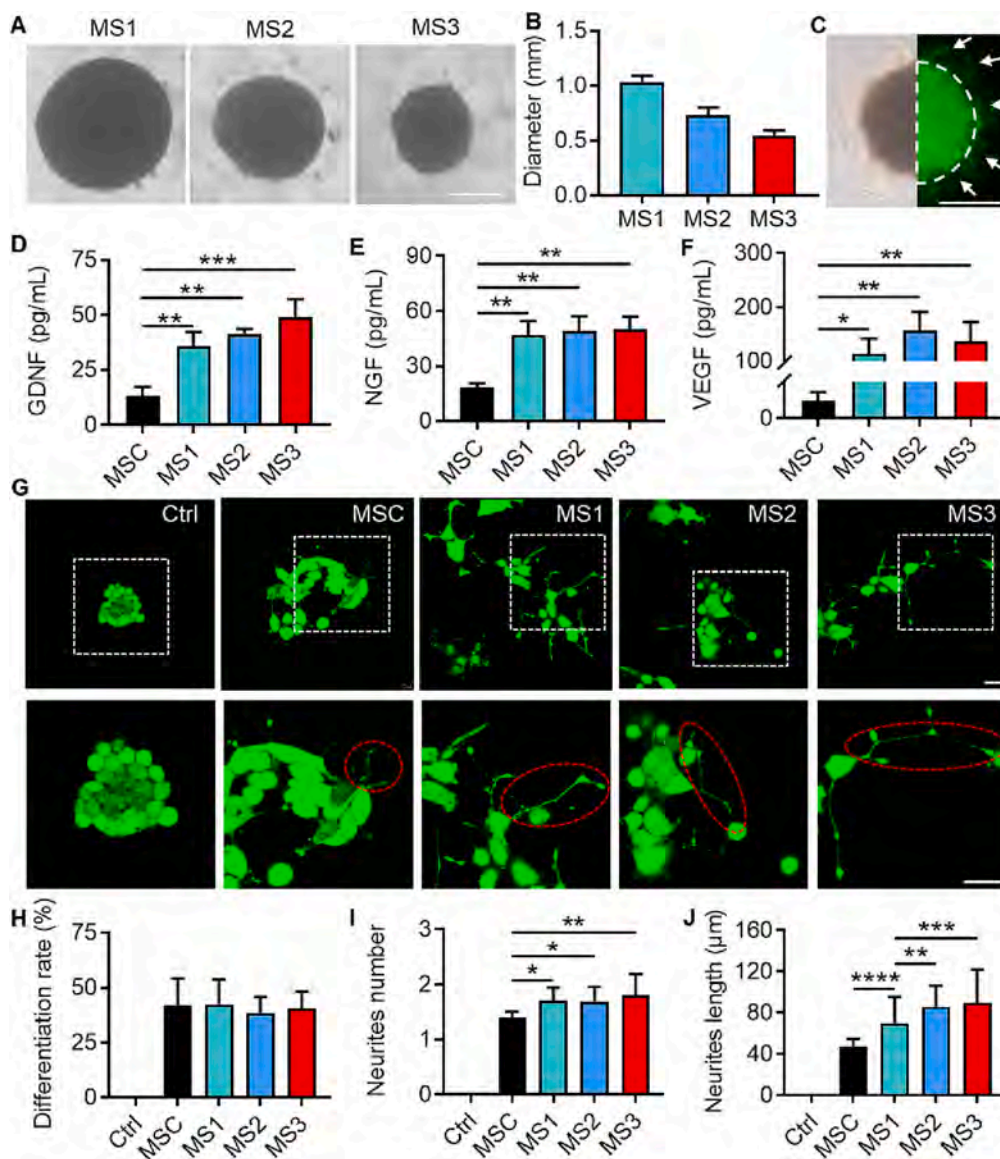 A
MS1 MS2 MS3
B
Diameter (mm)
1.5
1.0
0.5
0.0
MS1 MS2 MS3
C
D
GDNF (pg/mL)
75
50
25
0
***
**
**
MSC MS1 MS2 MS3
E
NGF (pg/mL)
90
60
30
0
**
**
**
MSC MS1 MS2 MS3
F
VEGF (pg/mL)
300
200
100
0
**
**
*
MSC MS1 MS2 MS3
G
Ctrl MSC MS1 MS2 MS3
H
Differentiation rate (%)
75
50
25
0
Ctrl MSC MS1 MS2 MS3
I
Neurites number
3
2
1
0
**
*
*
Ctrl MSC MS1 MS2 MS3
J
Neurites length (μm)
160
120
80
40
0
***
**
****
Ctrl MSC MS1 MS2 MS3